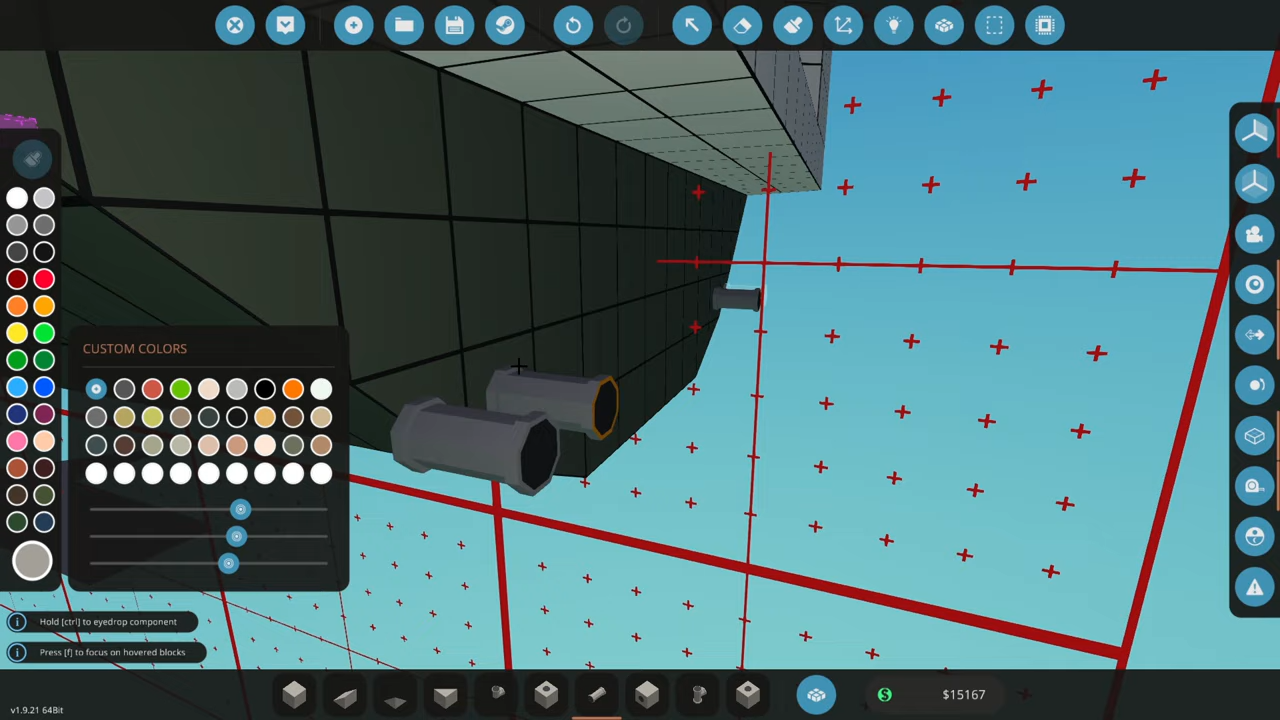 CUSTOM COLORS
Hold [ctrl] to eyedrop component
Press [f] to focus on hovered blocks
$15167
v1.9.21 64Bit